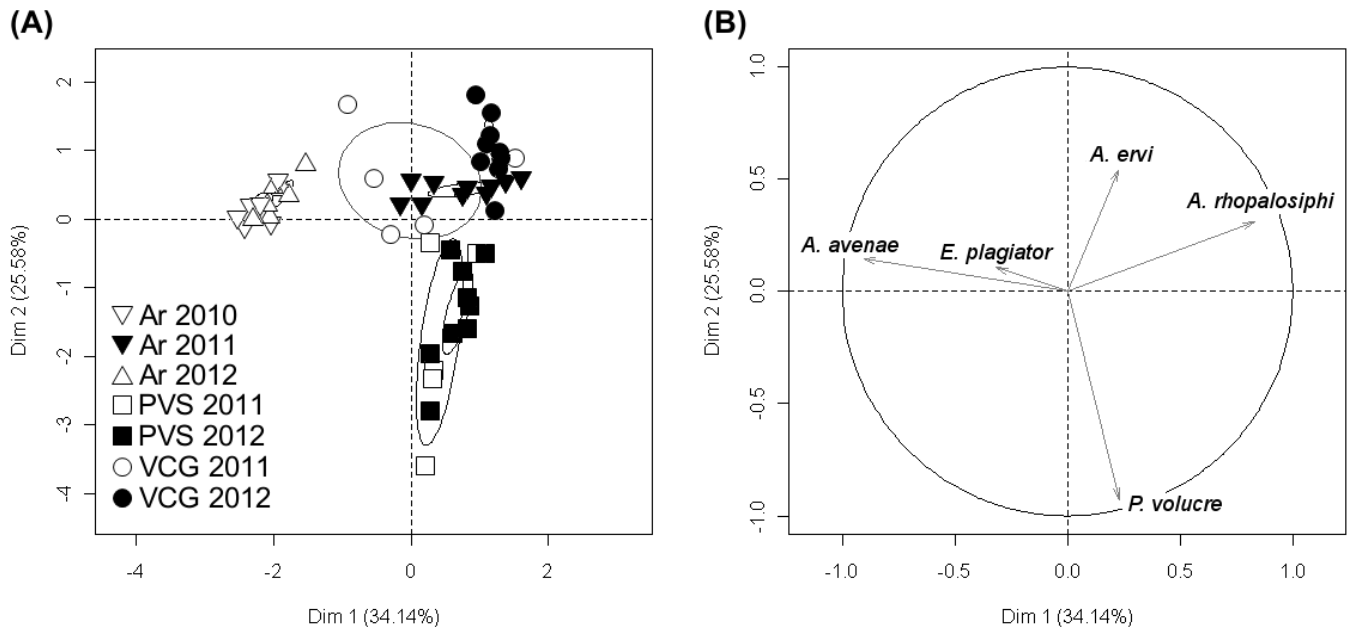 (A)
2
1
0
-1
-2
-3
-4
Dim 2 (25.58%)
Ar 2010
Ar 2011
Ar 2012
PVS 2011
PVS 2012
VCG 2011
VCG 2012
-4
-2
0
2
Dim 1 (34.14%)
(B)
1.0
0.5
0.0
-0.5
-1.0
Dim 2 (25.58%)
A. ervi
A. rhopalosiphi
A. avenae
E. plagiator
P. volucre
-1.0
-0.5
0.0
0.5
1.0
Dim 1 (34.14%)